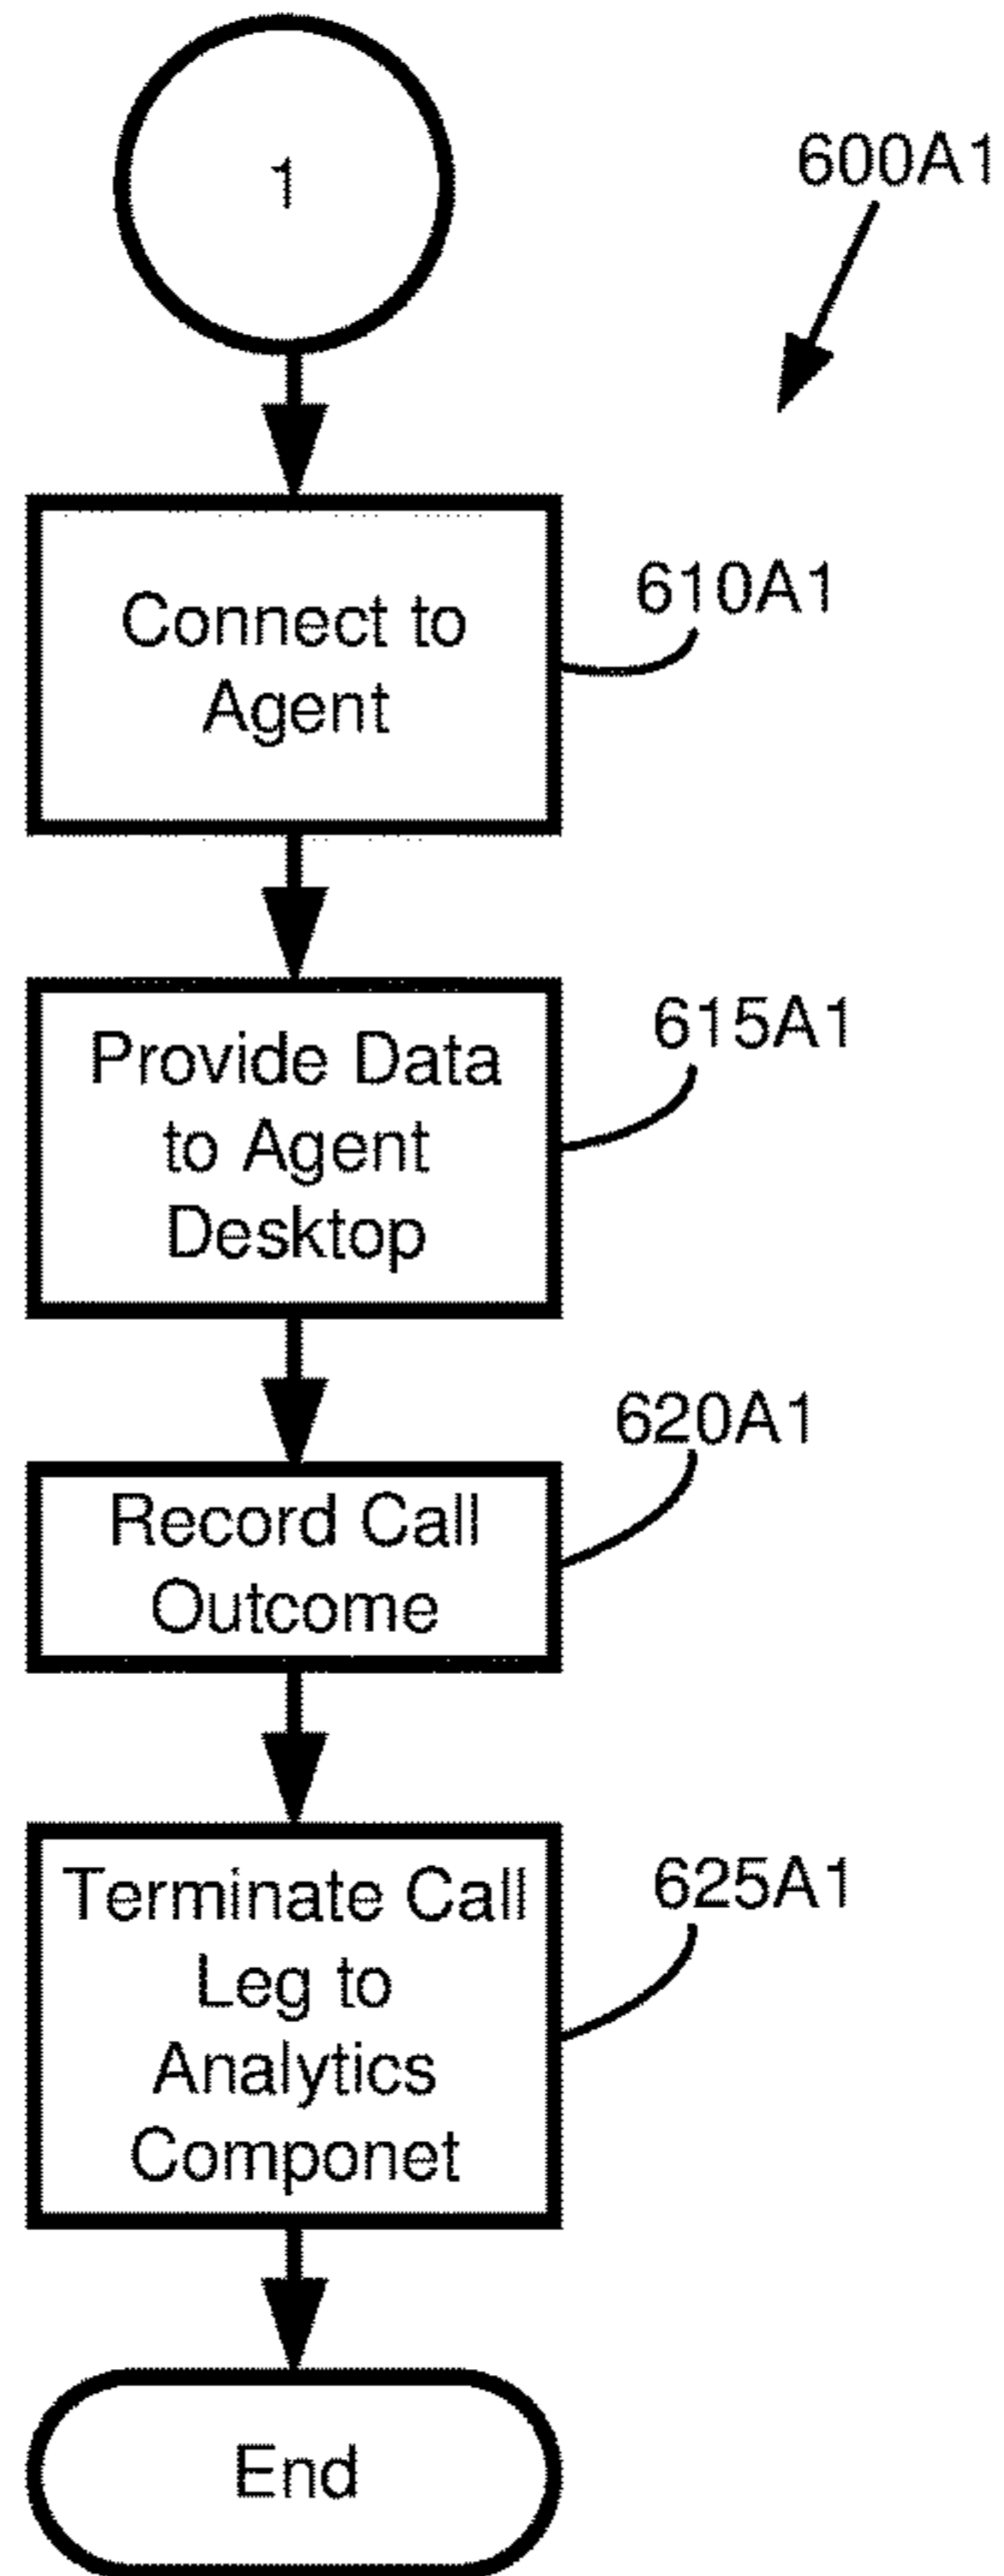 1
600A1
Connect to
Agent
610A1
Provide Data
to Agent
Desktop
615A1
Record Call
Outcome
620A1
Terminate Call
Leg to
Analytics
Componet
625A1
End